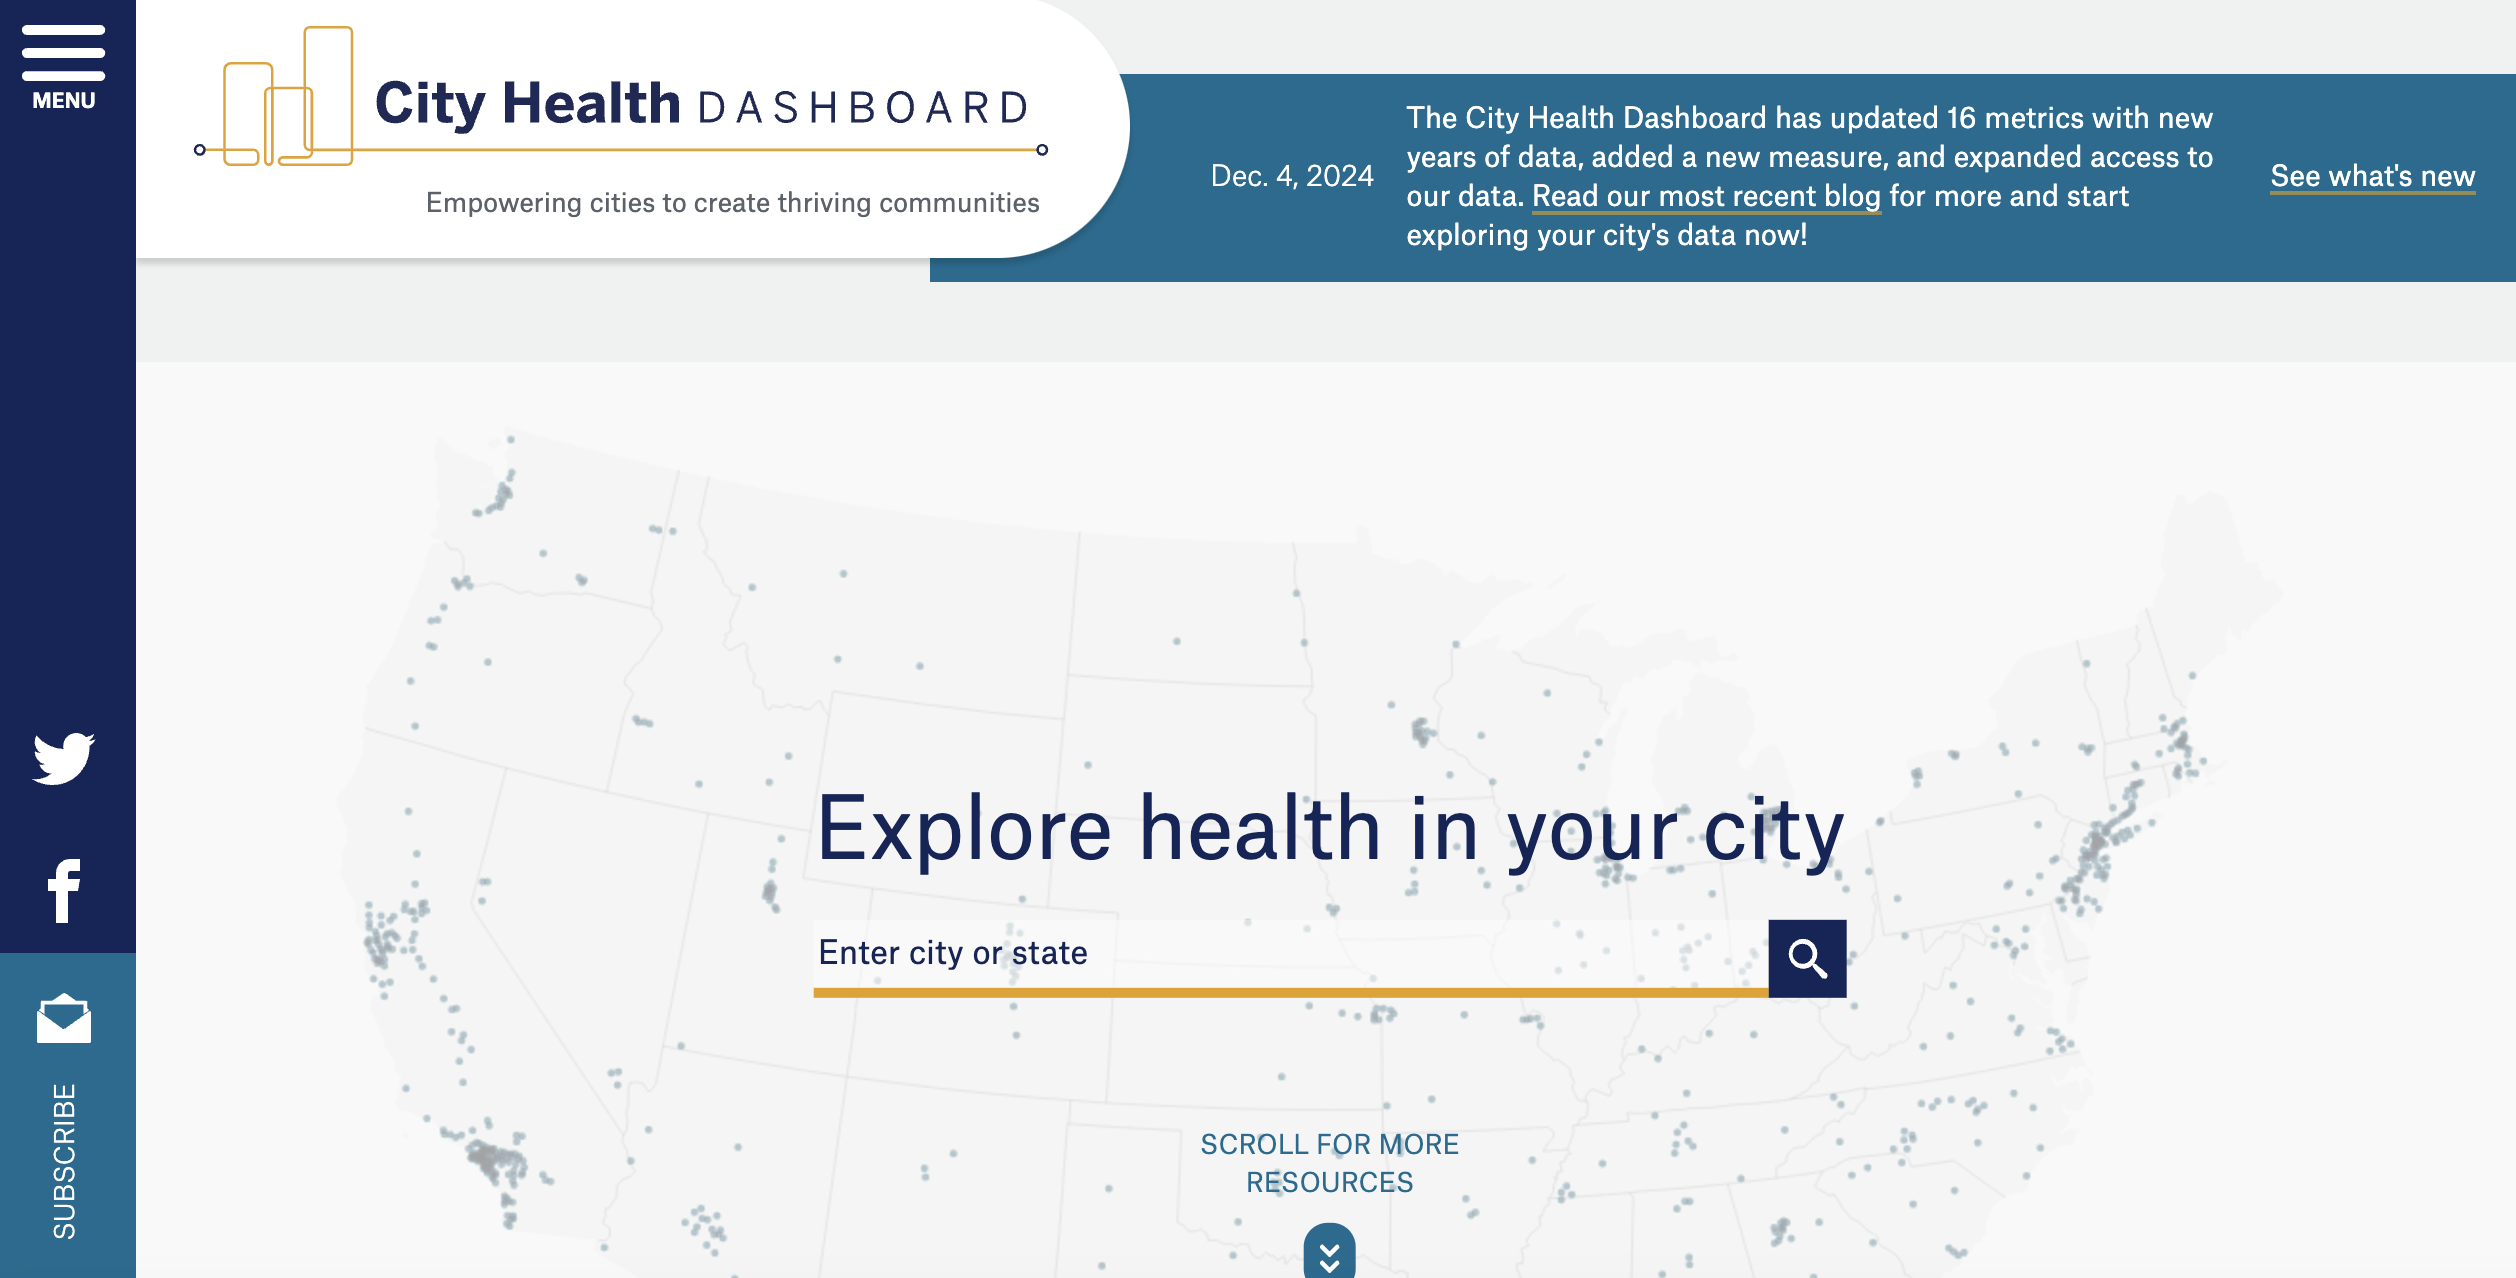 MENU
City Health DASHBOARD
Empowering cities to create thriving communities
Dec. 4, 2024
The City Health Dashboard has updated 16 metrics with new
years of data, added a new measure, and expanded access to
our data. Read our most recent blog for more and start
exploring your city's data now!
See what's new
Explore health in your city
Enter city or state
SCROLL FOR MORE
RESOURCES
SUBSCRIBE